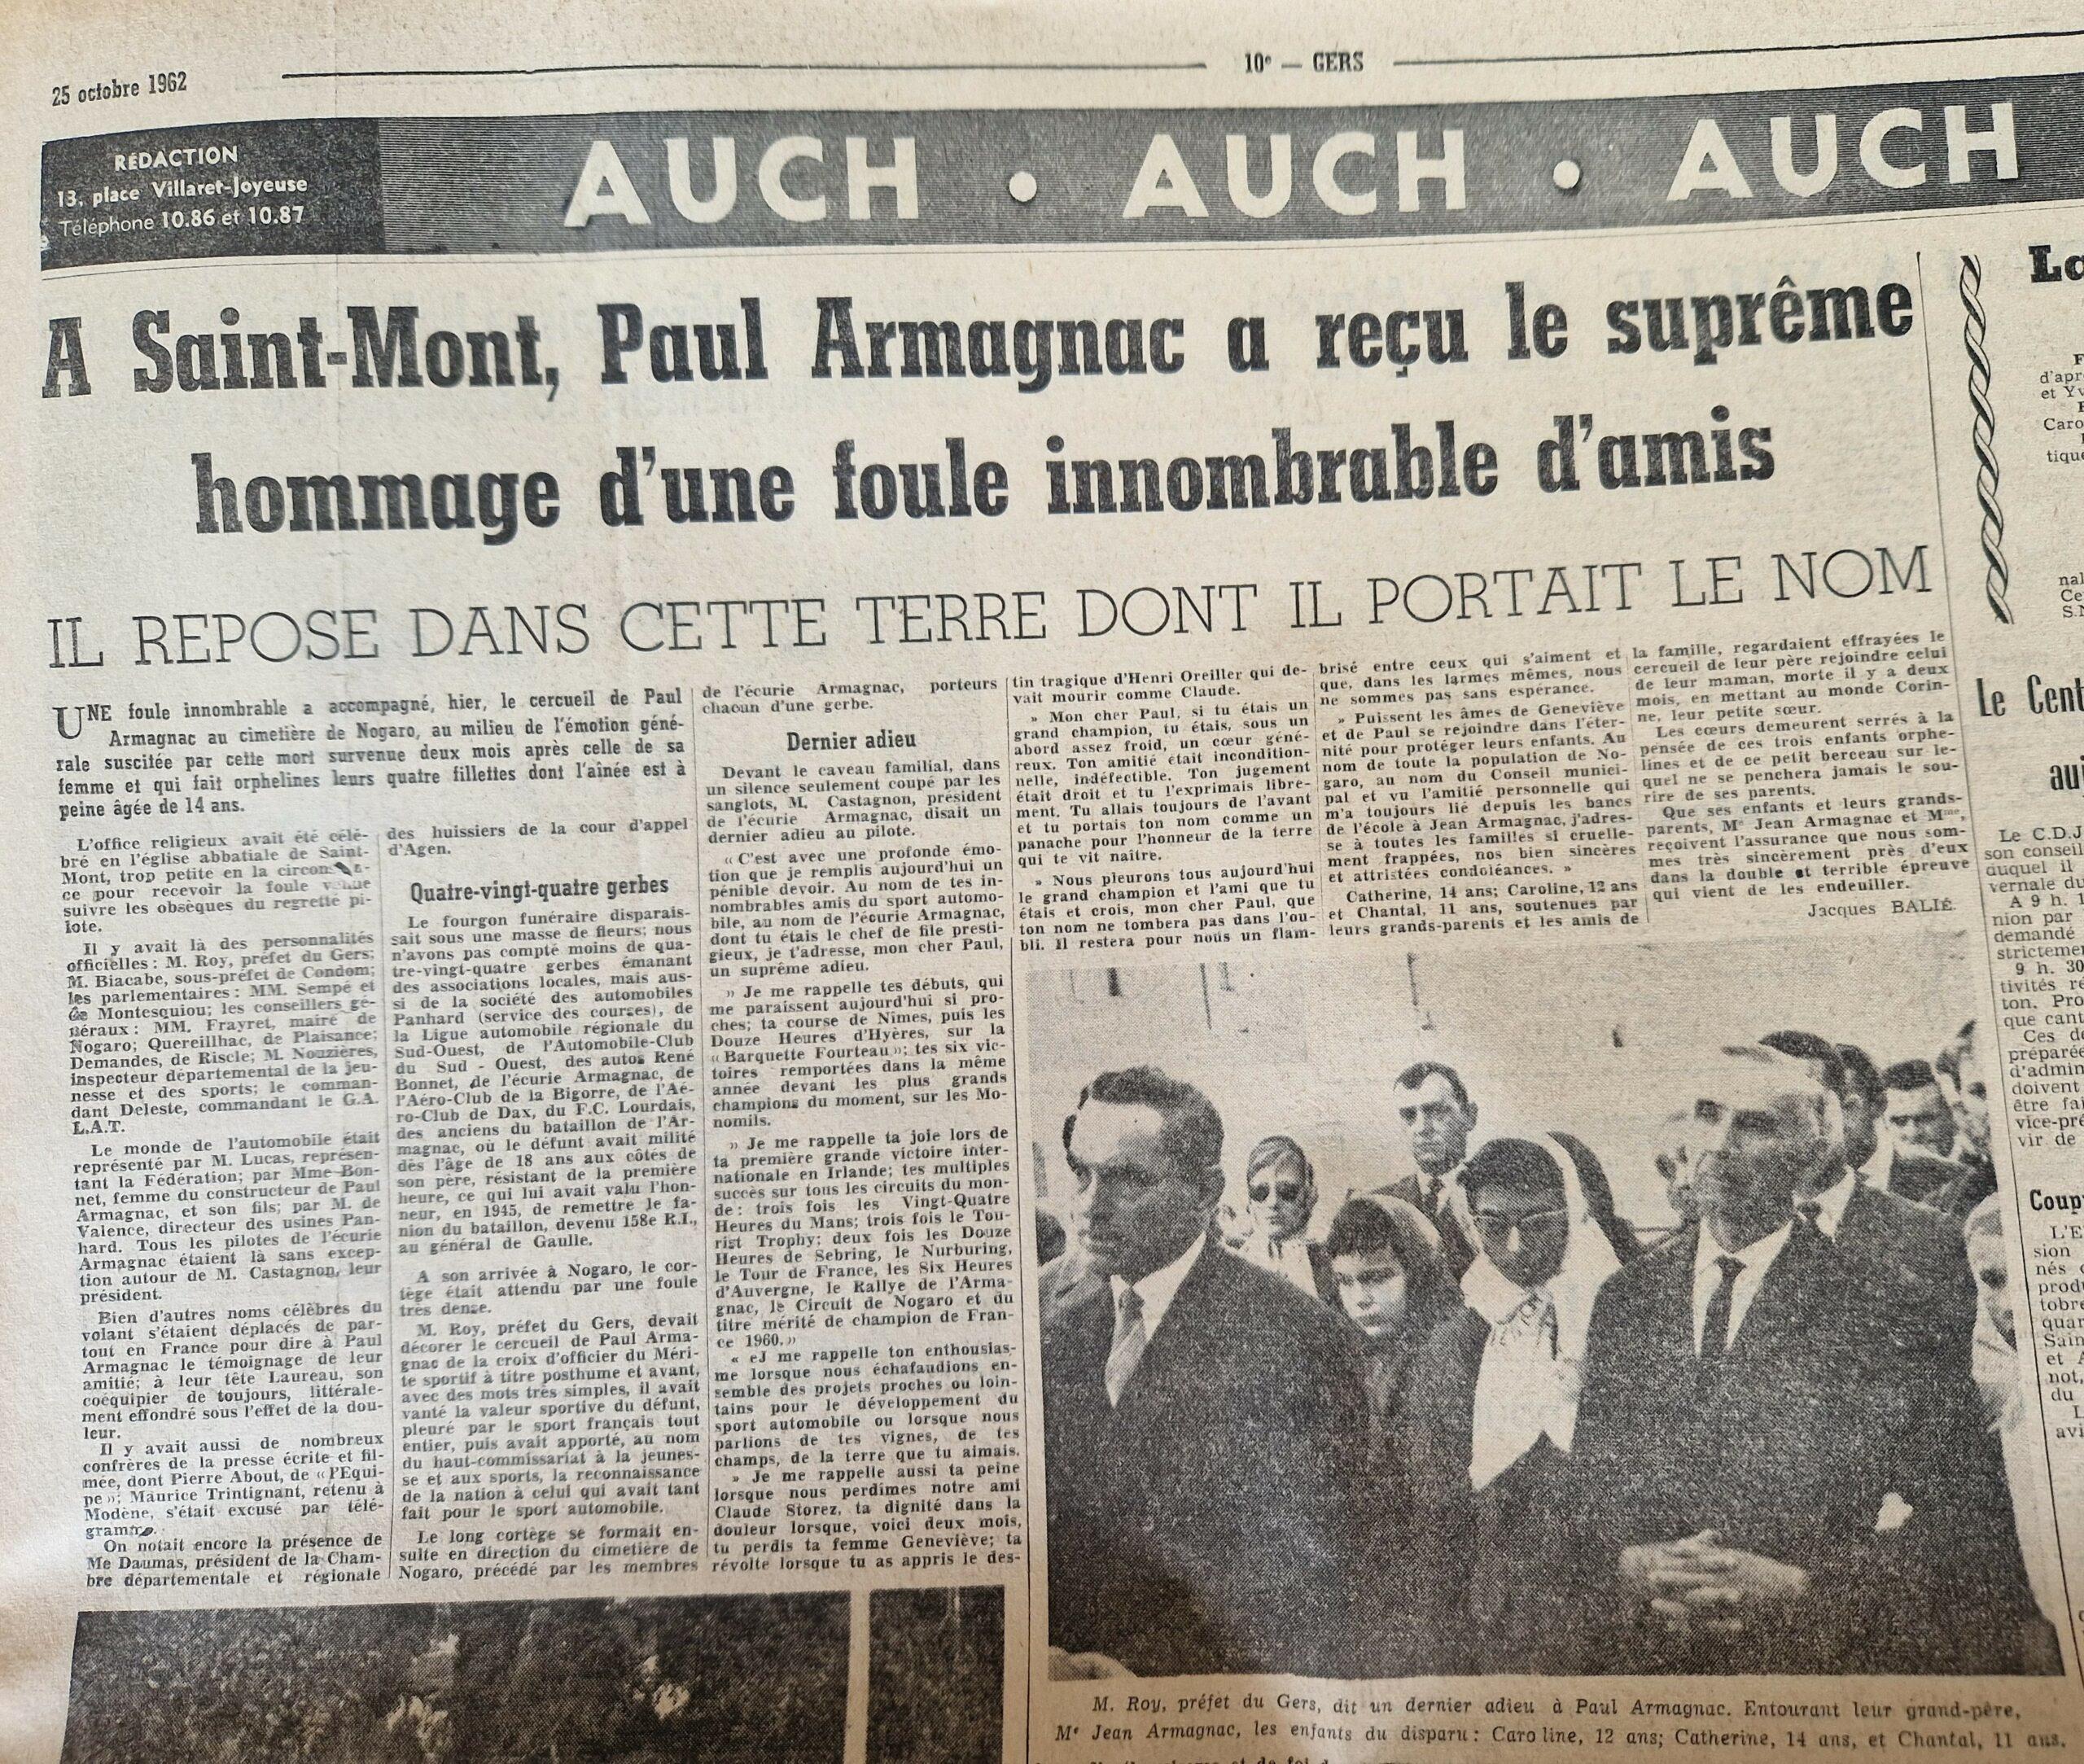 25 octobre 1962
10e — GERS
RÉDACTION
13, place Villaret-Joyeuse
Téléphone 10.86 et 10.87
AUCH • AUCH • AUCH
A Saint-Mont, Paul Armagnac a reçu le suprême
hommage d'une foule innombrable d'amis
IL REPOSE DANS CETTE TERRE DONT IL PORTAIT LE NOM
UNE foule innombrable a accompagné, hier, le cercueil de Paul
Armagnac au cimetière de Nogaro, au milieu de l'émotion géné-
rale suscitée par cette mort survenue deux mois après celle de sa
femme et qui fait orphelines leurs quatre fillettes dont l'aînée est à
peine âgée de 14 ans.
L'office religieux avait été célé-
bré en l'église abbatiale de Saint-
Mont, trop petite en la
ce pour recevoir la foule venue
suivre les obsèques du regretté pi-
lote.
Il y avait là des personnalités
officielles : M. Roy, préfet du Gers;
M. Biacabe, sous-préfet de Condom;
les parlementaires : MM. Sempé et
de Montesquiou; les conseillers gé-
néraux : MM. Frayret, maire de
Nogaro; Quereillhac, de Plaisance;
Demandes, de Riscle; M. Nouzières,
inspecteur départemental de la jeu-
nesse et des sports; le comman-
dant Deleste, commandant le G.A.
L.A.T.
Le monde de l'automobile était
représenté par M. Lucas, représen-
tant la Fédération; par Mme Bon-
net, femme du constructeur de Paul
Armagnac, et son fils; par M. de
Valence, directeur des usines Pan-
hard. Tous les pilotes de l'écurie
Armagnac étaient là sans excep-
tion autour de M. Castagnon, leur
président.
Bien d'autres noms célèbres du
volant s'étaient déplacés de par-
tout en France pour dire à Paul
Armagnac le témoignage de leur
amitié; à leur tête Laureau, son
coéquipier de toujours, littérale-
ment effondré sous l'effet de la dou-
leur.
Il y avait aussi de nombreux
confrères de la presse écrite et fil-
mée, dont Pierre About, de « l'Equi-
pe »; Maurice Trintignant, retenu à
Modène, s'était excusé par télé-
gramme.
On notait encore la présence de
Me Daumas, président de la Cham-
bre départementale et régionale
des huissiers de la cour d'appel
d'Agen.
Quatre-vingt-quatre gerbes
Le fourgon funéraire disparais-
sait sous une masse de fleurs; nous
n'avons pas compté moins de qua-
tre-vingt-quatre gerbes émanant
des associations locales, mais aus-
si de la société des automobiles
Panhard (service des courses), de
la Ligue automobile régionale du
Sud-Ouest, de l'Automobile-Club
du Sud - Ouest, des autos René
Bonnet, de l'écurie Armagnac, de
l'Aéro-Club de la Bigorre, de l'Aé-
ro-Club de Dax, du F.C. Lourdais,
des anciens du bataillon de l'Ar-
magnac, où le défunt avait milité
dès l'âge de 18 ans aux côtés de
son père, résistant de la première
heure, ce qui lui avait valu l'hon-
neur, en 1945, de remettre le fa-
nion du bataillon, devenu 158e R.I.,
au général de Gaulle.
A son arrivée à Nogaro, le cor-
tège était attendu par une foule
très dense.
M. Roy, préfet du Gers, devait
décorer le cercueil de Paul Arma-
gnac de la croix d'officier du Méri-
te sportif à titre posthume et avant,
avec des mots très simples, il avait
vanté la valeur sportive du défunt,
pleuré par le sport français tout
entier, puis avait apporté, au nom
du haut-commissariat à la jeunes-
se et aux sports, la reconnaissance
de la nation à celui qui avait tant
fait pour le sport automobile.
Le long cortège se formait en-
suite en direction du cimetière de
Nogaro, précédé par les membres
de l'écurie Armagnac, porteurs
chacun d'une gerbe.
Dernier adieu
Devant le caveau familial, dans
un silence seulement coupé par les
sanglots, M. Castagnon, président
de l'écurie Armagnac, disait un
dernier adieu au pilote.
« C'est avec une profonde émo-
tion que je remplis aujourd'hui un
pénible devoir. Au nom de tes in-
nombrables amis du sport automo-
bile, au nom de l'écurie Armagnac,
dont tu étais le chef de file presti-
gieux, je t'adresse, mon cher Paul,
un suprême adieu.
» Je me rappelle tes débuts, qui
me paraissent aujourd'hui si pro-
ches; ta course de Nîmes, puis les
Douze Heures d'Hyères, sur la
« Barquette Fourteau »; tes six vic-
toires remportées dans la même
année devant les plus grands
champions du moment, sur les Mo-
nomils.
» Je me rappelle ta joie lors de
ta première grande victoire inter-
nationale en Irlande; tes multiples
succès sur tous les circuits du mon-
de : trois fois les Vingt-Quatre
Heures du Mans; trois fois le Tou-
rist Trophy; deux fois les Douze
Heures de Sebring, le Nurburing,
le Tour de France, les Six Heures
d'Auvergne, le Rallye de l'Arma-
gnac, le Circuit de Nogaro et du
titre mérité de champion de Fran-
ce 1960. »
« eJ me rappelle ton enthousias-
me lorsque nous échafaudions en-
semble des projets proches ou loin-
tains pour le développement du
sport automobile ou lorsque nous
parlions de tes vignes, de tes
champs, de la terre que tu aimais.
» Je me rappelle aussi ta peine
lorsque nous perdîmes notre ami
Claude Storez, ta dignité dans la
douleur lorsque, voici deux mois,
tu perdis ta femme Geneviève; ta
révolte lorsque tu as appris le des-
tin tragique d'Henri Oreiller qui de-
vait mourir comme Claude.
» Mon cher Paul, si tu étais un
grand champion, tu étais, sous un
abord assez froid, un cœur géné-
reux. Ton amitié était incondition-
nelle, indéfectible. Ton jugement
était droit et tu l'exprimais libre-
ment. Tu allais toujours de l'avant
et tu portais ton nom comme un
panache pour l'honneur de la terre
qui te vit naître.
» Nous pleurons tous aujourd'hui
le grand champion et l'ami que tu
étais et crois, mon cher Paul, que
ton nom ne tombera pas dans l'ou-
bli. Il restera pour nous un flam-
brisé entre ceux qui s'aiment et
que, dans les larmes mêmes, nous
ne sommes pas sans espérance.
» Puissent les âmes de Geneviève
et de Paul se rejoindre dans l'éter-
nité pour protéger leurs enfants. Au
nom de toute la population de No-
garo, au nom du Conseil munici-
pal et vu l'amitié personnelle qui
m'a toujours lié depuis les bancs
de l'école à Jean Armagnac, j'adres-
se à toutes les familles si cruelle-
ment frappées, nos bien sincères
et attristées condoléances. »
Catherine, 14 ans; Caroline, 12 ans
et Chantal, 11 ans, soutenues par
leurs grands-parents et les amis de
la famille, regardaient effrayées le
cercueil de leur père rejoindre celui
de leur maman, morte il y a deux
mois, en mettant au monde Corin-
ne, leur petite sœur.
Les cœurs demeurent serrés à la
pensée de ces trois enfants orphe-
lines et de ce petit berceau sur le-
quel ne se penchera jamais le sou-
rire de ses parents.
Que ses enfants et leurs grands-
parents, Me Jean Armagnac et Mme,
reçoivent l'assurance que nous som-
mes très sincèrement près d'eux
dans la double et terrible épreuve
qui vient de les endeuiller.
Jacques BALIÉ.
M. Roy, préfet du Gers, dit un dernier adieu à Paul Armagnac. Entourant leur grand-père,
Me Jean Armagnac, les enfants du disparu : Caroline, 12 ans; Catherine, 14 ans, et Chantal, 11 ans.
La
d'apr
et Yv
Caro
tique
nal
Ce
S.N
Le Cent
auj
Le C.D.J
son conseil
auquel il
vernale du
A 9 h. 1
nion par
demandé
stricteme
9 h. 30
tivités re
ton. Pro
que cant
Ces de
préparée
d'admin
doivent
être fai
vice-pré
vir de
Coup
L'E
sion
nés
prod
tobre
quar
Sain
et A
not,
du
L
avi